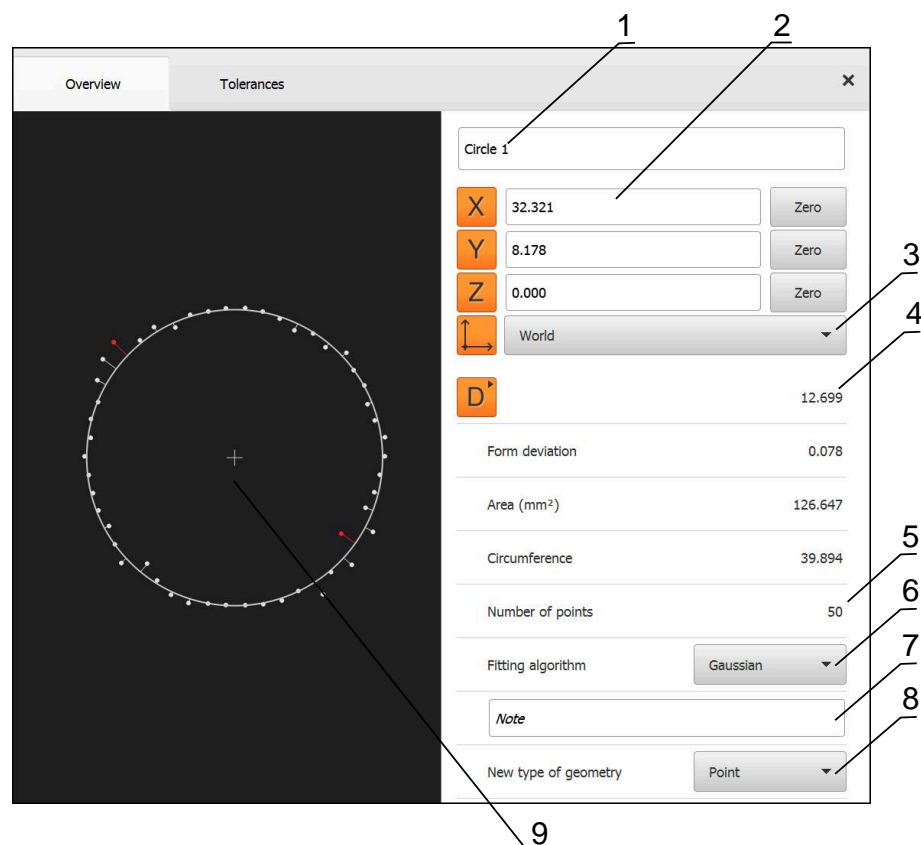 1 2
Overview Tolerances ×
Circle 1
X 32.321 Zero
Y 8.178 Zero
3
Z 0.000 Zero
4
World
D 12.699
Form deviation 0.078
Area (mm²) 126.647
5
Circumference 39.894
6
Number of points 50
7
Fitting algorithm Gaussian
8
Note
New type of geometry Point
9